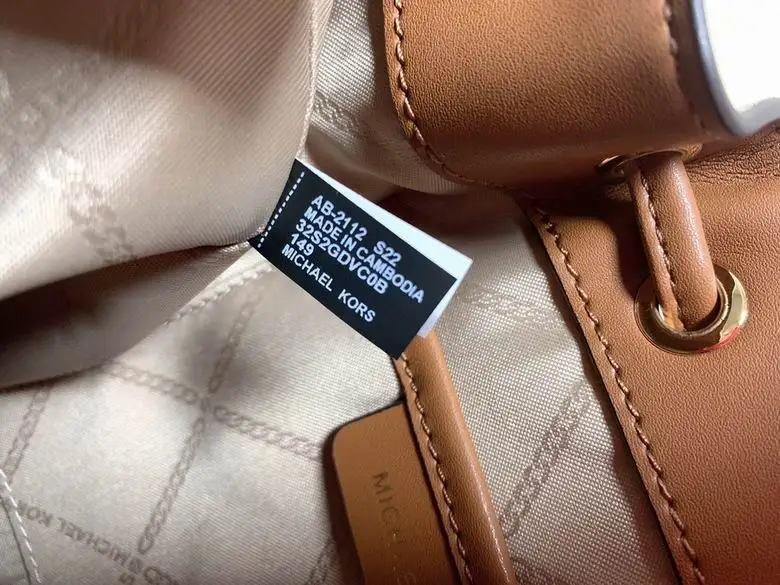 AB-2112 S22
MADE IN CAMBODIA
32S2GDVC0B
149
MICHAEL KORS